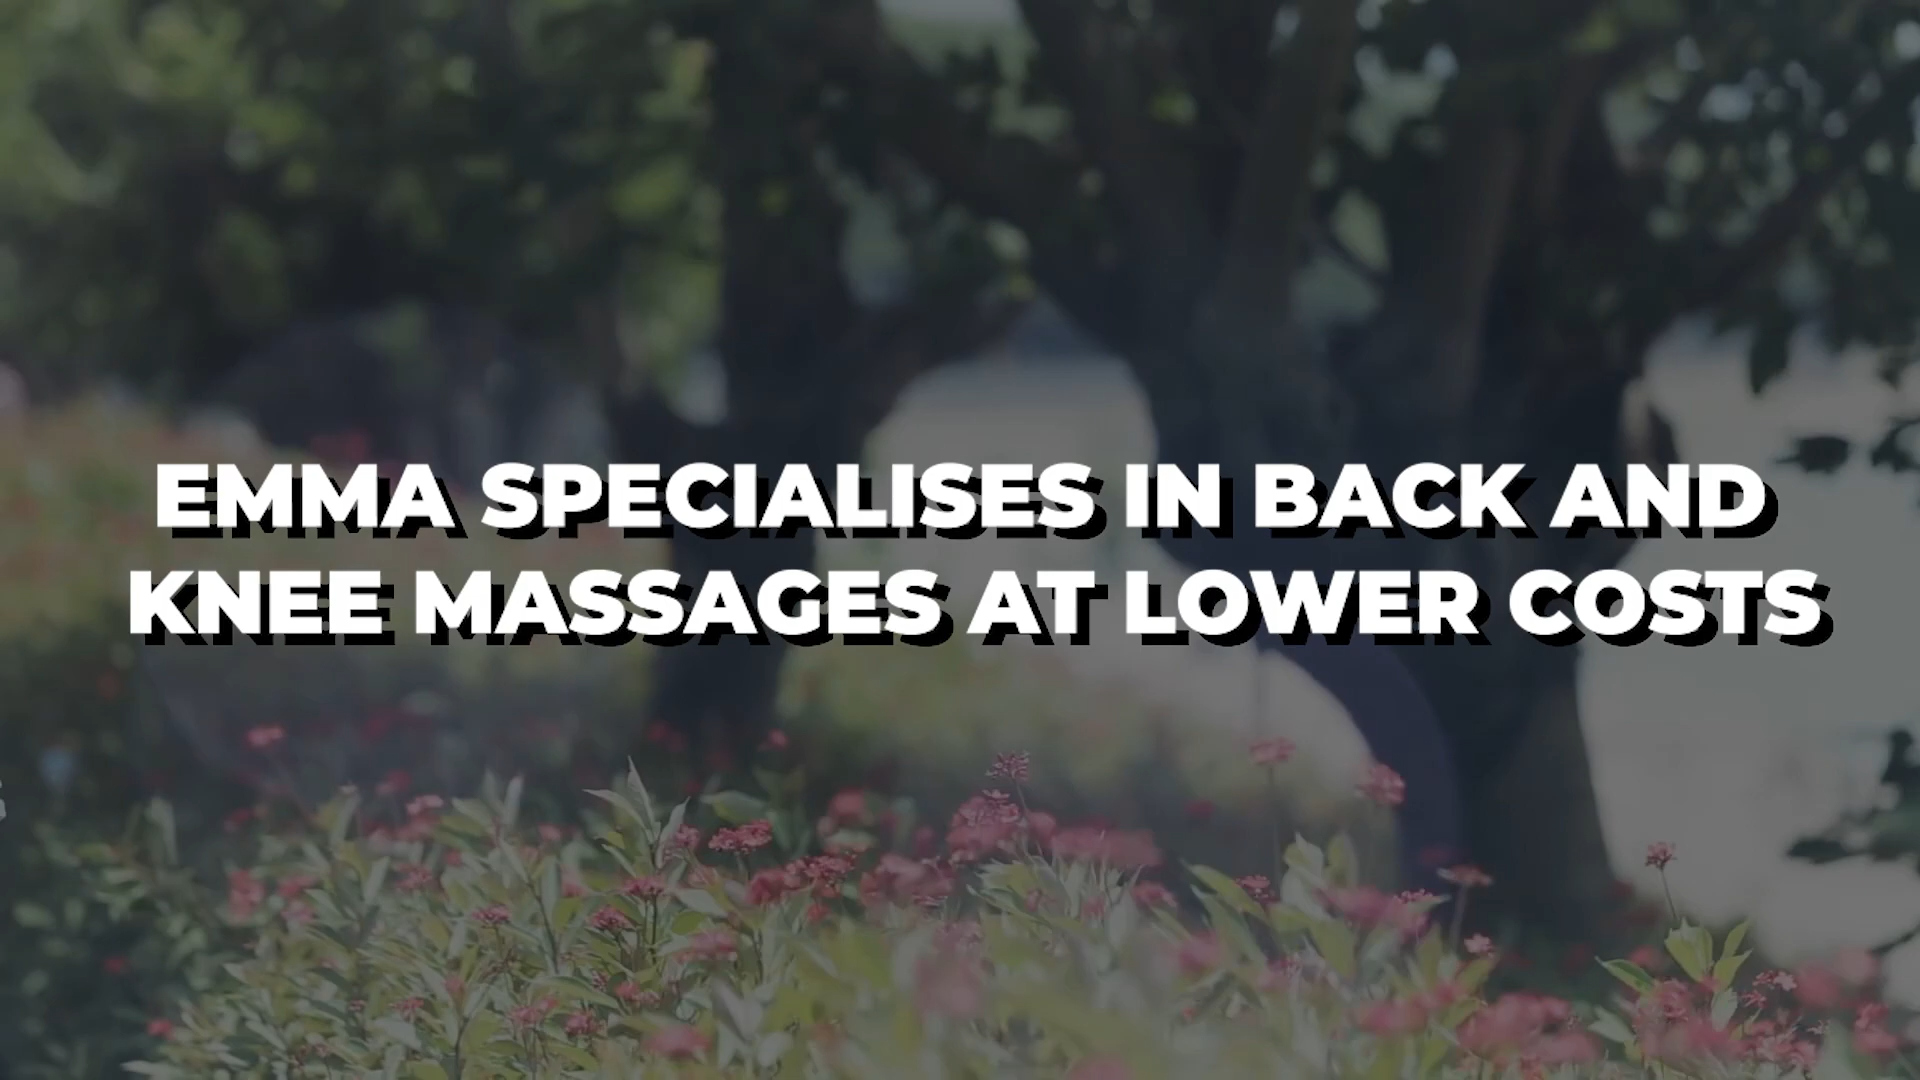 EMMA SPECIALISES IN BACK AND
KNEE MASSAGES AT LOWER COSTS